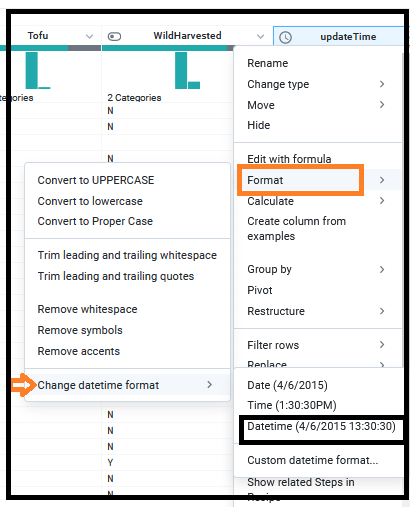 Tofu
WildHarvested
updateTime
ategories
2 Categories
N
N
N
Rename
Change type
Move
Hide
Edit with formula
Format
Calculate
Create column from
examples
Group by
Pivot
Restructure
Filter rows
Replace
Convert to UPPERCASE
Convert to lowercase
Convert to Proper Case
Trim leading and trailing whitespace
Trim leading and trailing quotes
Remove whitespace
Remove symbols
Remove accents
Change datetime format
Date (4/6/2015)
Time (1:30:30PM)
Datetime (4/6/2015 13:30:30)
Custom datetime format...
Show related Steps in
Recipe
N
N
N
Y
N
N